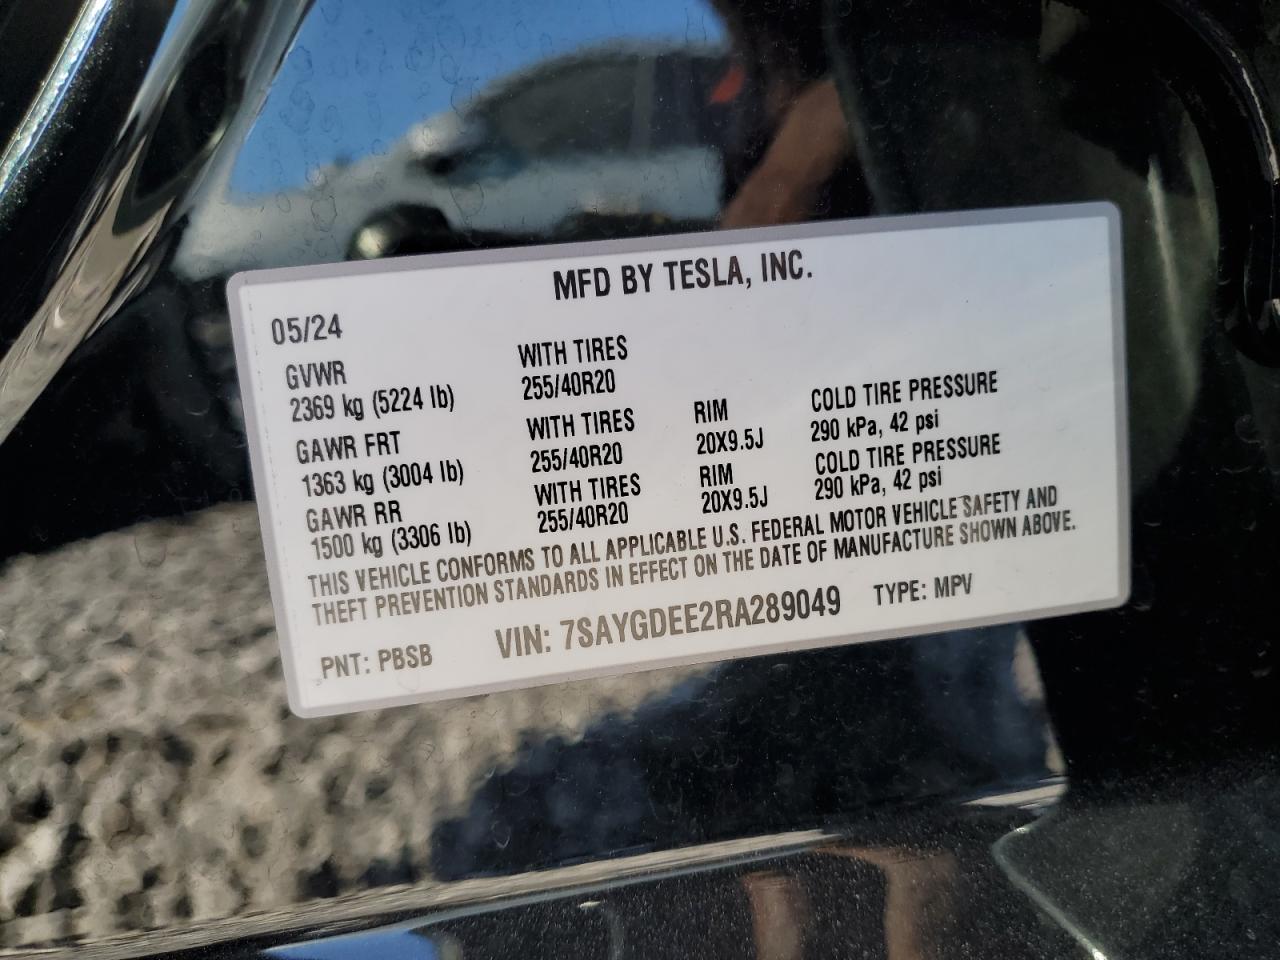 MFD BY TESLA, INC.
05/24
GVWR WITH TIRES
2369 kg (5224 lb) 255/40R20
GAWR FRT WITH TIRES RIM COLD TIRE PRESSURE
1363 kg (3004 lb) 255/40R20 20X9.5J 290 kPa, 42 psi
GAWR RR WITH TIRES RIM COLD TIRE PRESSURE
1500 kg (3306 lb) 255/40R20 20X9.5J 290 kPa, 42 psi
THIS VEHICLE CONFORMS TO ALL APPLICABLE U.S. FEDERAL MOTOR VEHICLE SAFETY AND
THEFT PREVENTION STANDARDS IN EFFECT ON THE DATE OF MANUFACTURE SHOWN ABOVE.
PNT: PBSB VIN: 7SAYGDEE2RA289049 TYPE: MPV